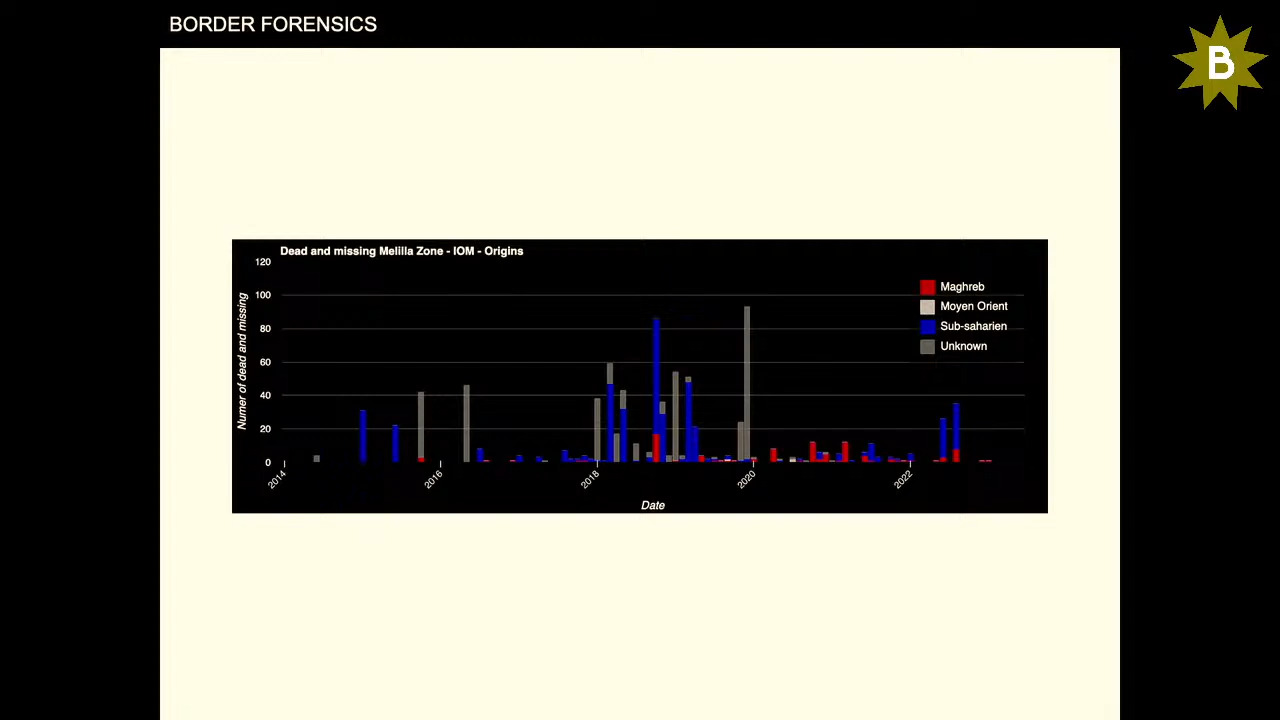 BORDER FORENSICS
B
Dead and missing Melilla Zone - IOM - Origins
Numer of dead and missing
120
100
80
60
40
20
0
Maghreb
Moyen Orient
Sub-saharien
Unknown
2014
2016
2018
2020
2022
Date